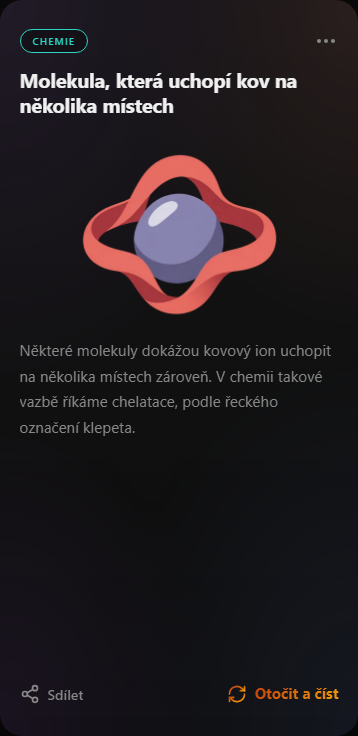 CHEMIE
Molekula, která uchopí kov na
několika místech
Některé molekuly dokážou kovový ion uchopit
na několika místech zároveň. V chemii takové
vazbě říkáme chelatace, podle řeckého
označení klepeta.
Sdílet
Otočit a číst